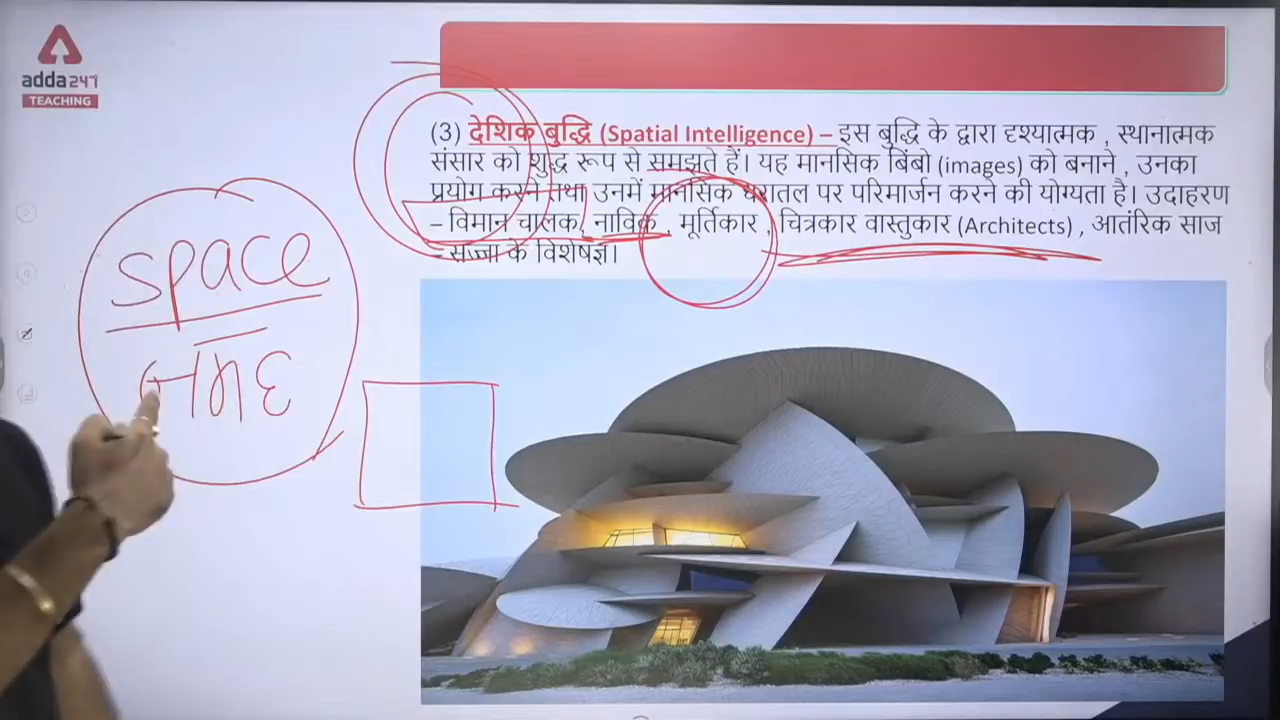 adda247
TEACHING
(3) देशिक बुद्धि (Spatial Intelligence) – इस बुद्धि के द्वारा दृश्यात्मक , स्थानात्मक
संसार को शुद्ध रूप से समझते हैं। यह मानसिक बिंबो (images) को बनाने , उनका
प्रयोग करने तथा उनमें मानसिक धरातल पर परिमार्जन करने की योग्यता है। उदाहरण
– विमान चालक, नाविक , मूर्तिकार , चित्रकार वास्तुकार (Architects) , आतंरिक साज
- सज्जा के विशेषज्ञ।
space